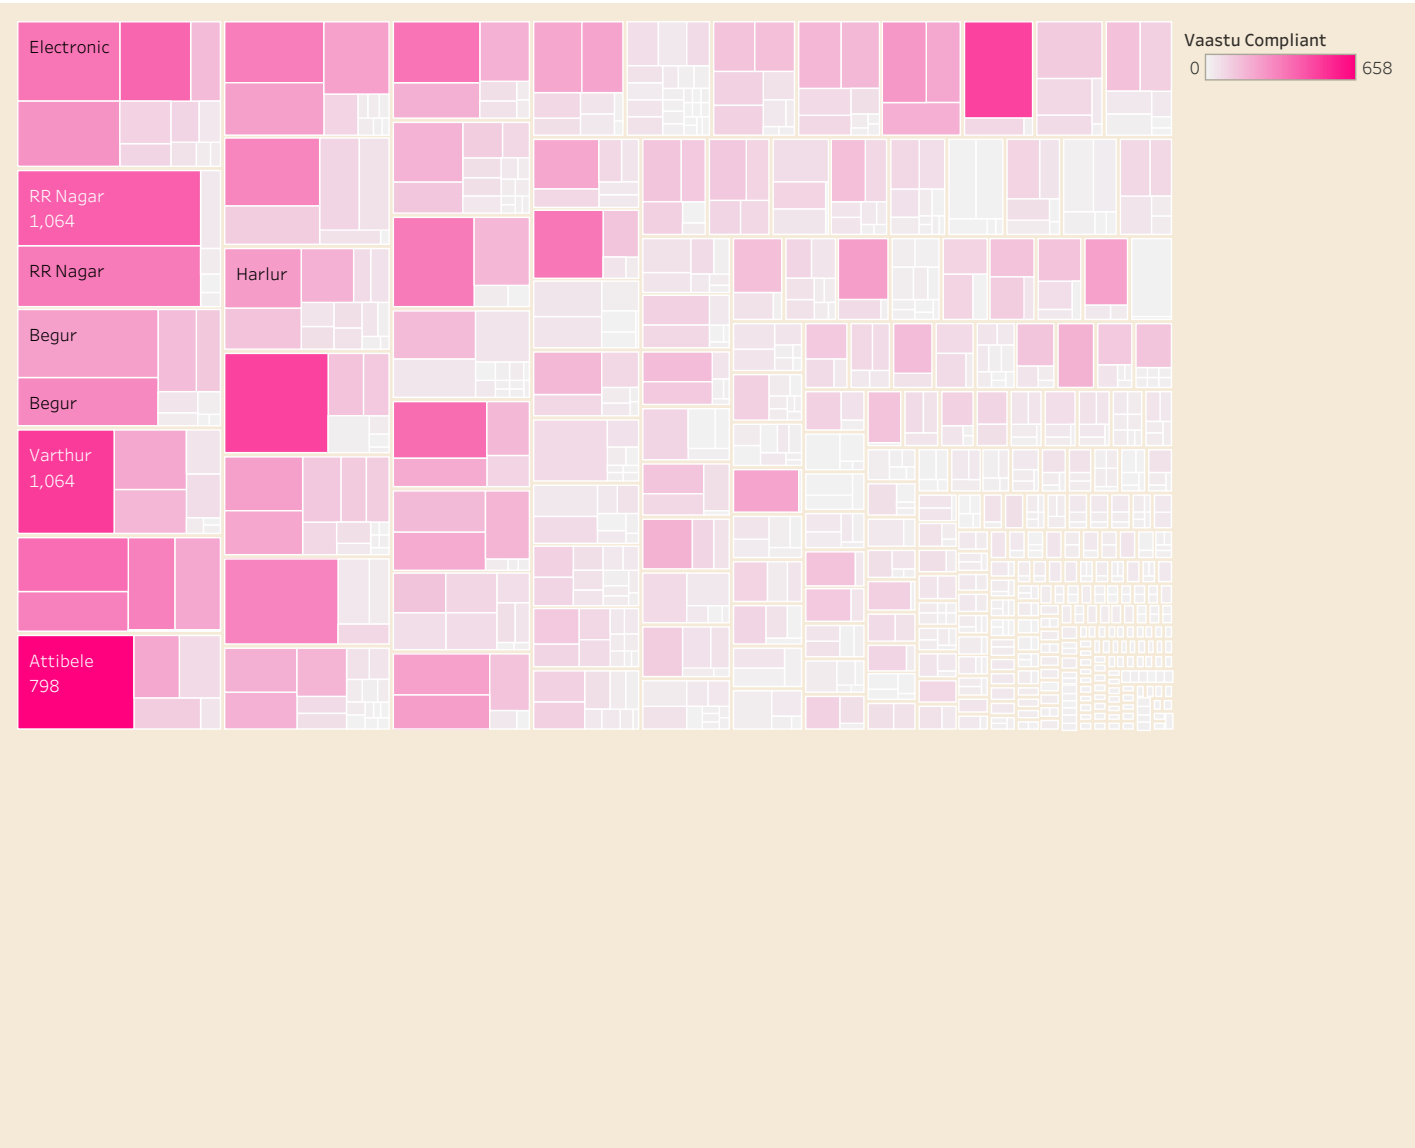 Electronic
RR Nagar
1,064
RR Nagar
Begur
Begur
Varthur
1,064
Attibele
798
Harlur
Vaastu Compliant
0
658